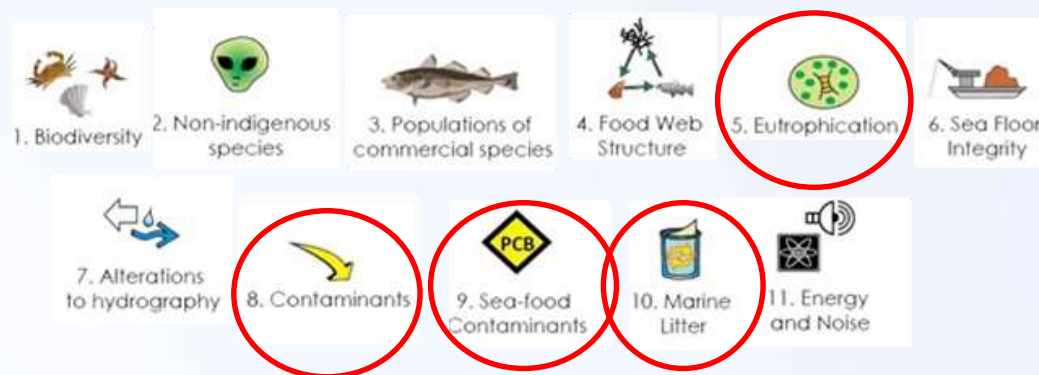 1. Biodiversity
2. Non-indigenous
species
3. Populations of
commercial species
4. Food Web
Structure
5. Eutrophication
6. Sea Floor
Integrity
7. Alterations
to hydrography
8. Contaminants
PCB
9. Sea-food
Contaminants
10. Marine
Litter
11. Energy
and Noise